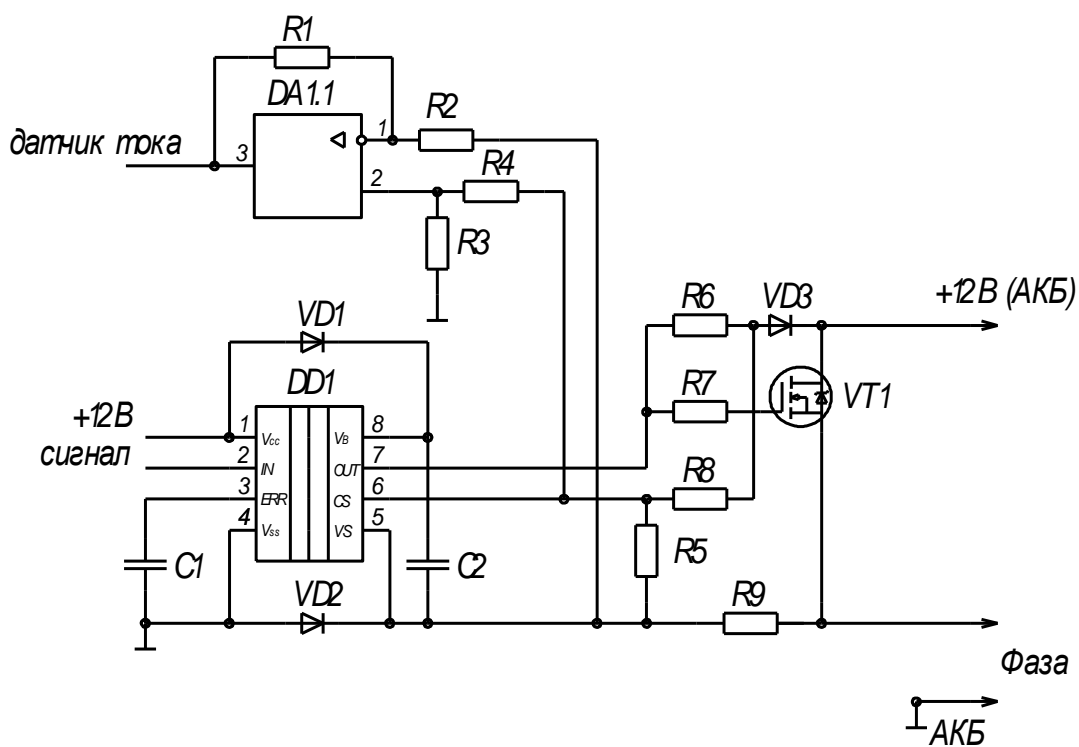 R1
DA1.1
датчик тока
3
1
R2
2
R4
R3
+12В (АКБ)
R6
VD3
VD1
R7
VT1
DD1
+12В
1
Vcc
VB
8
сигнал
2
IN
OUT
7
R8
3
ERR
CS
6
4
Vss
VS
5
R5
C1
C2
VD2
R9
Фаза
АКБ